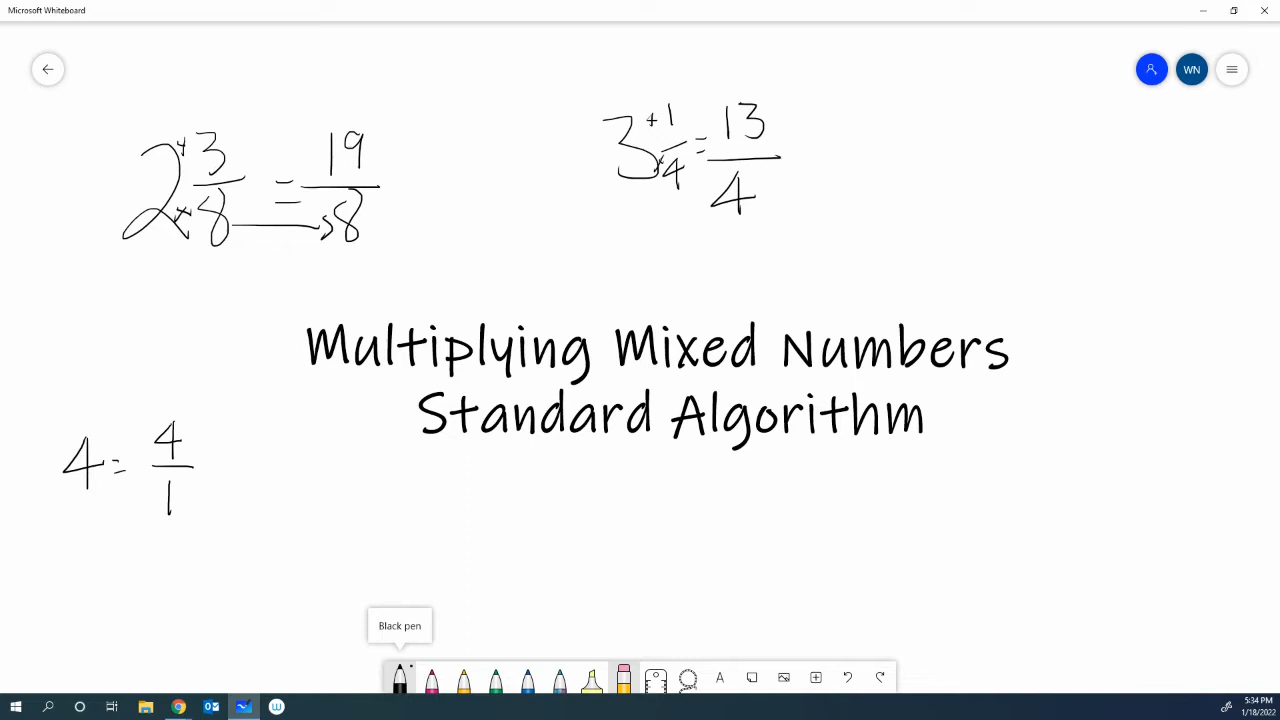 Microsoft Whiteboard
WN
2 + 3/× 8 = 19/8
3 + 1/× 4 = 13/4
Multiplying Mixed Numbers
Standard Algorithm
4 = 4/1
Black pen
A
5:34 PM
1/18/2022